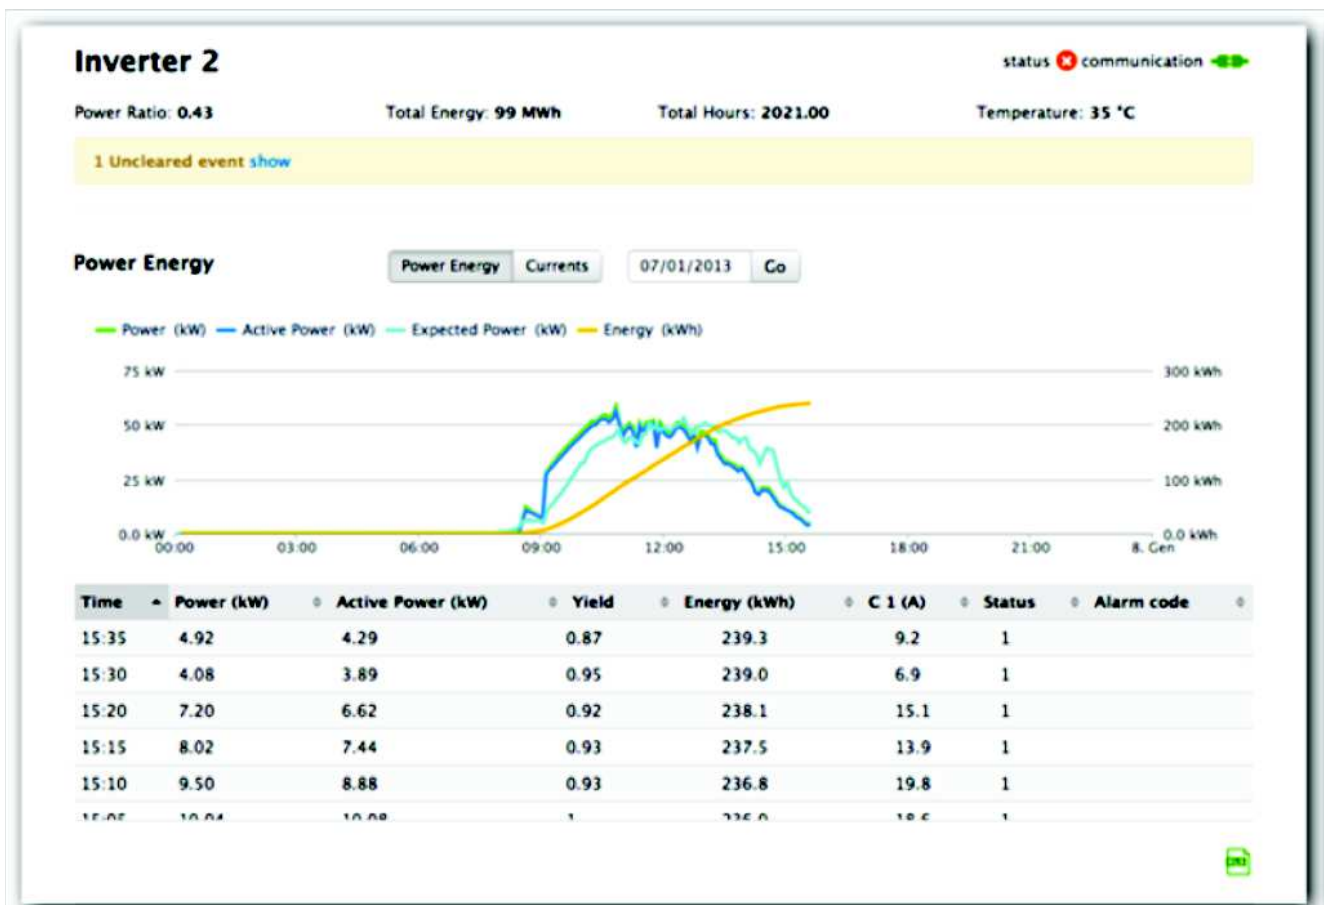 Inverter 2
status communication
Power Ratio: 0.43 Total Energy: 99 MWh Total Hours: 2021.00 Temperature: 35 °C
1 Uncleared event show
Power Energy Power Energy Currents 07/01/2013 Go
Power (kW) Active Power (kW) Expected Power (kW) Energy (kWh)
75 kW 300 kWh
50 kW 200 kWh
25 kW 100 kWh
0.0 kW 0.0 kWh
00:00 03:00 06:00 09:00 12:00 15:00 18:00 21:00 8. Gen
Time Power (kW) Active Power (kW) Yield Energy (kWh) C 1 (A) Status Alarm code
15:35 4.92 4.29 0.87 239.3 9.2 1
15:30 4.08 3.89 0.95 239.0 6.9 1
15:20 7.20 6.62 0.92 238.1 15.1 1
15:15 8.02 7.44 0.93 237.5 13.9 1
15:10 9.50 8.88 0.93 236.8 19.8 1